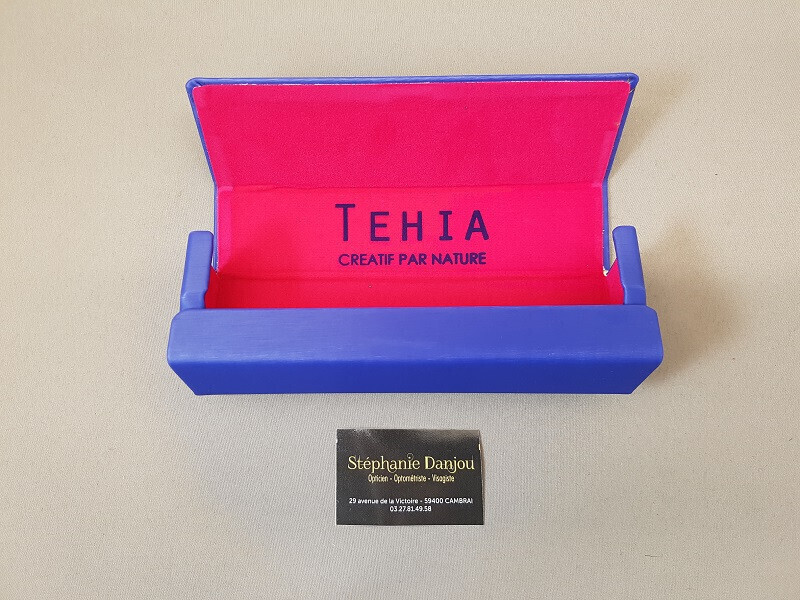 TEHIA
CREATIF PAR NATURE
Stéphanie Danjou
Opticien - Optométriste - Visagiste
29 avenue de la Victoire - 59400 CAMBRAI
03.27.81.49.58